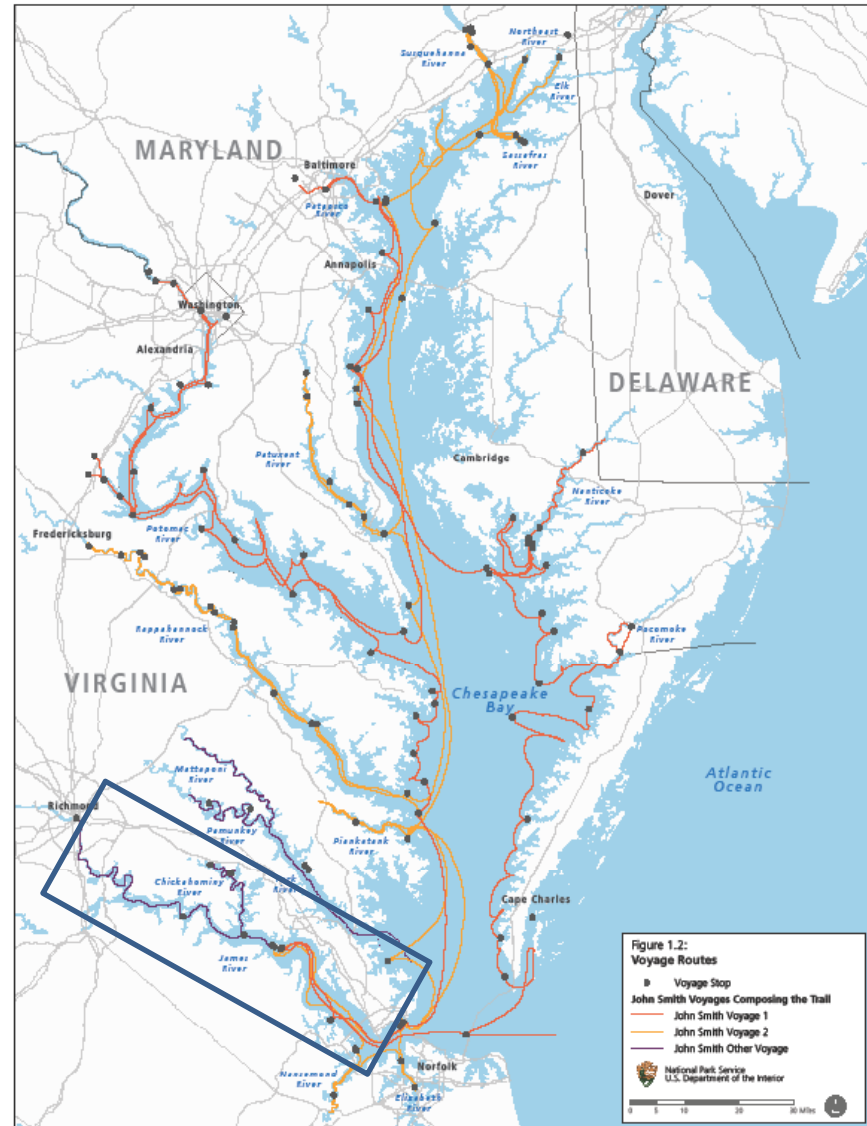 Susquehanna
River
Northeast
River
Elk
River
MARYLAND
Baltimore
Sassafras
River
Patapsco
River
Dover
Annapolis
Washington
Alexandria
DELAWARE
Cambridge
Patuxent
River
Nanticoke
River
Fredericksburg
Potomac
River
Rappahannock
River
Pocomoke
River
VIRGINIA
Chesapeake
Bay
Mattaponi
River
Atlantic
Ocean
Richmond
Pamunkey
River
Piankatank
River
Chickahominy
River
York
River
Cape Charles
James
River
Norfolk
Nansemond
River
Elizabeth
River
Figure 1.2:
Voyage Routes
Voyage Stop
John Smith Voyages Composing the Trail
John Smith Voyage 1
John Smith Voyage 2
John Smith Other Voyage
National Park Service
U.S. Department of the Interior
0 5 10 20 30 Miles